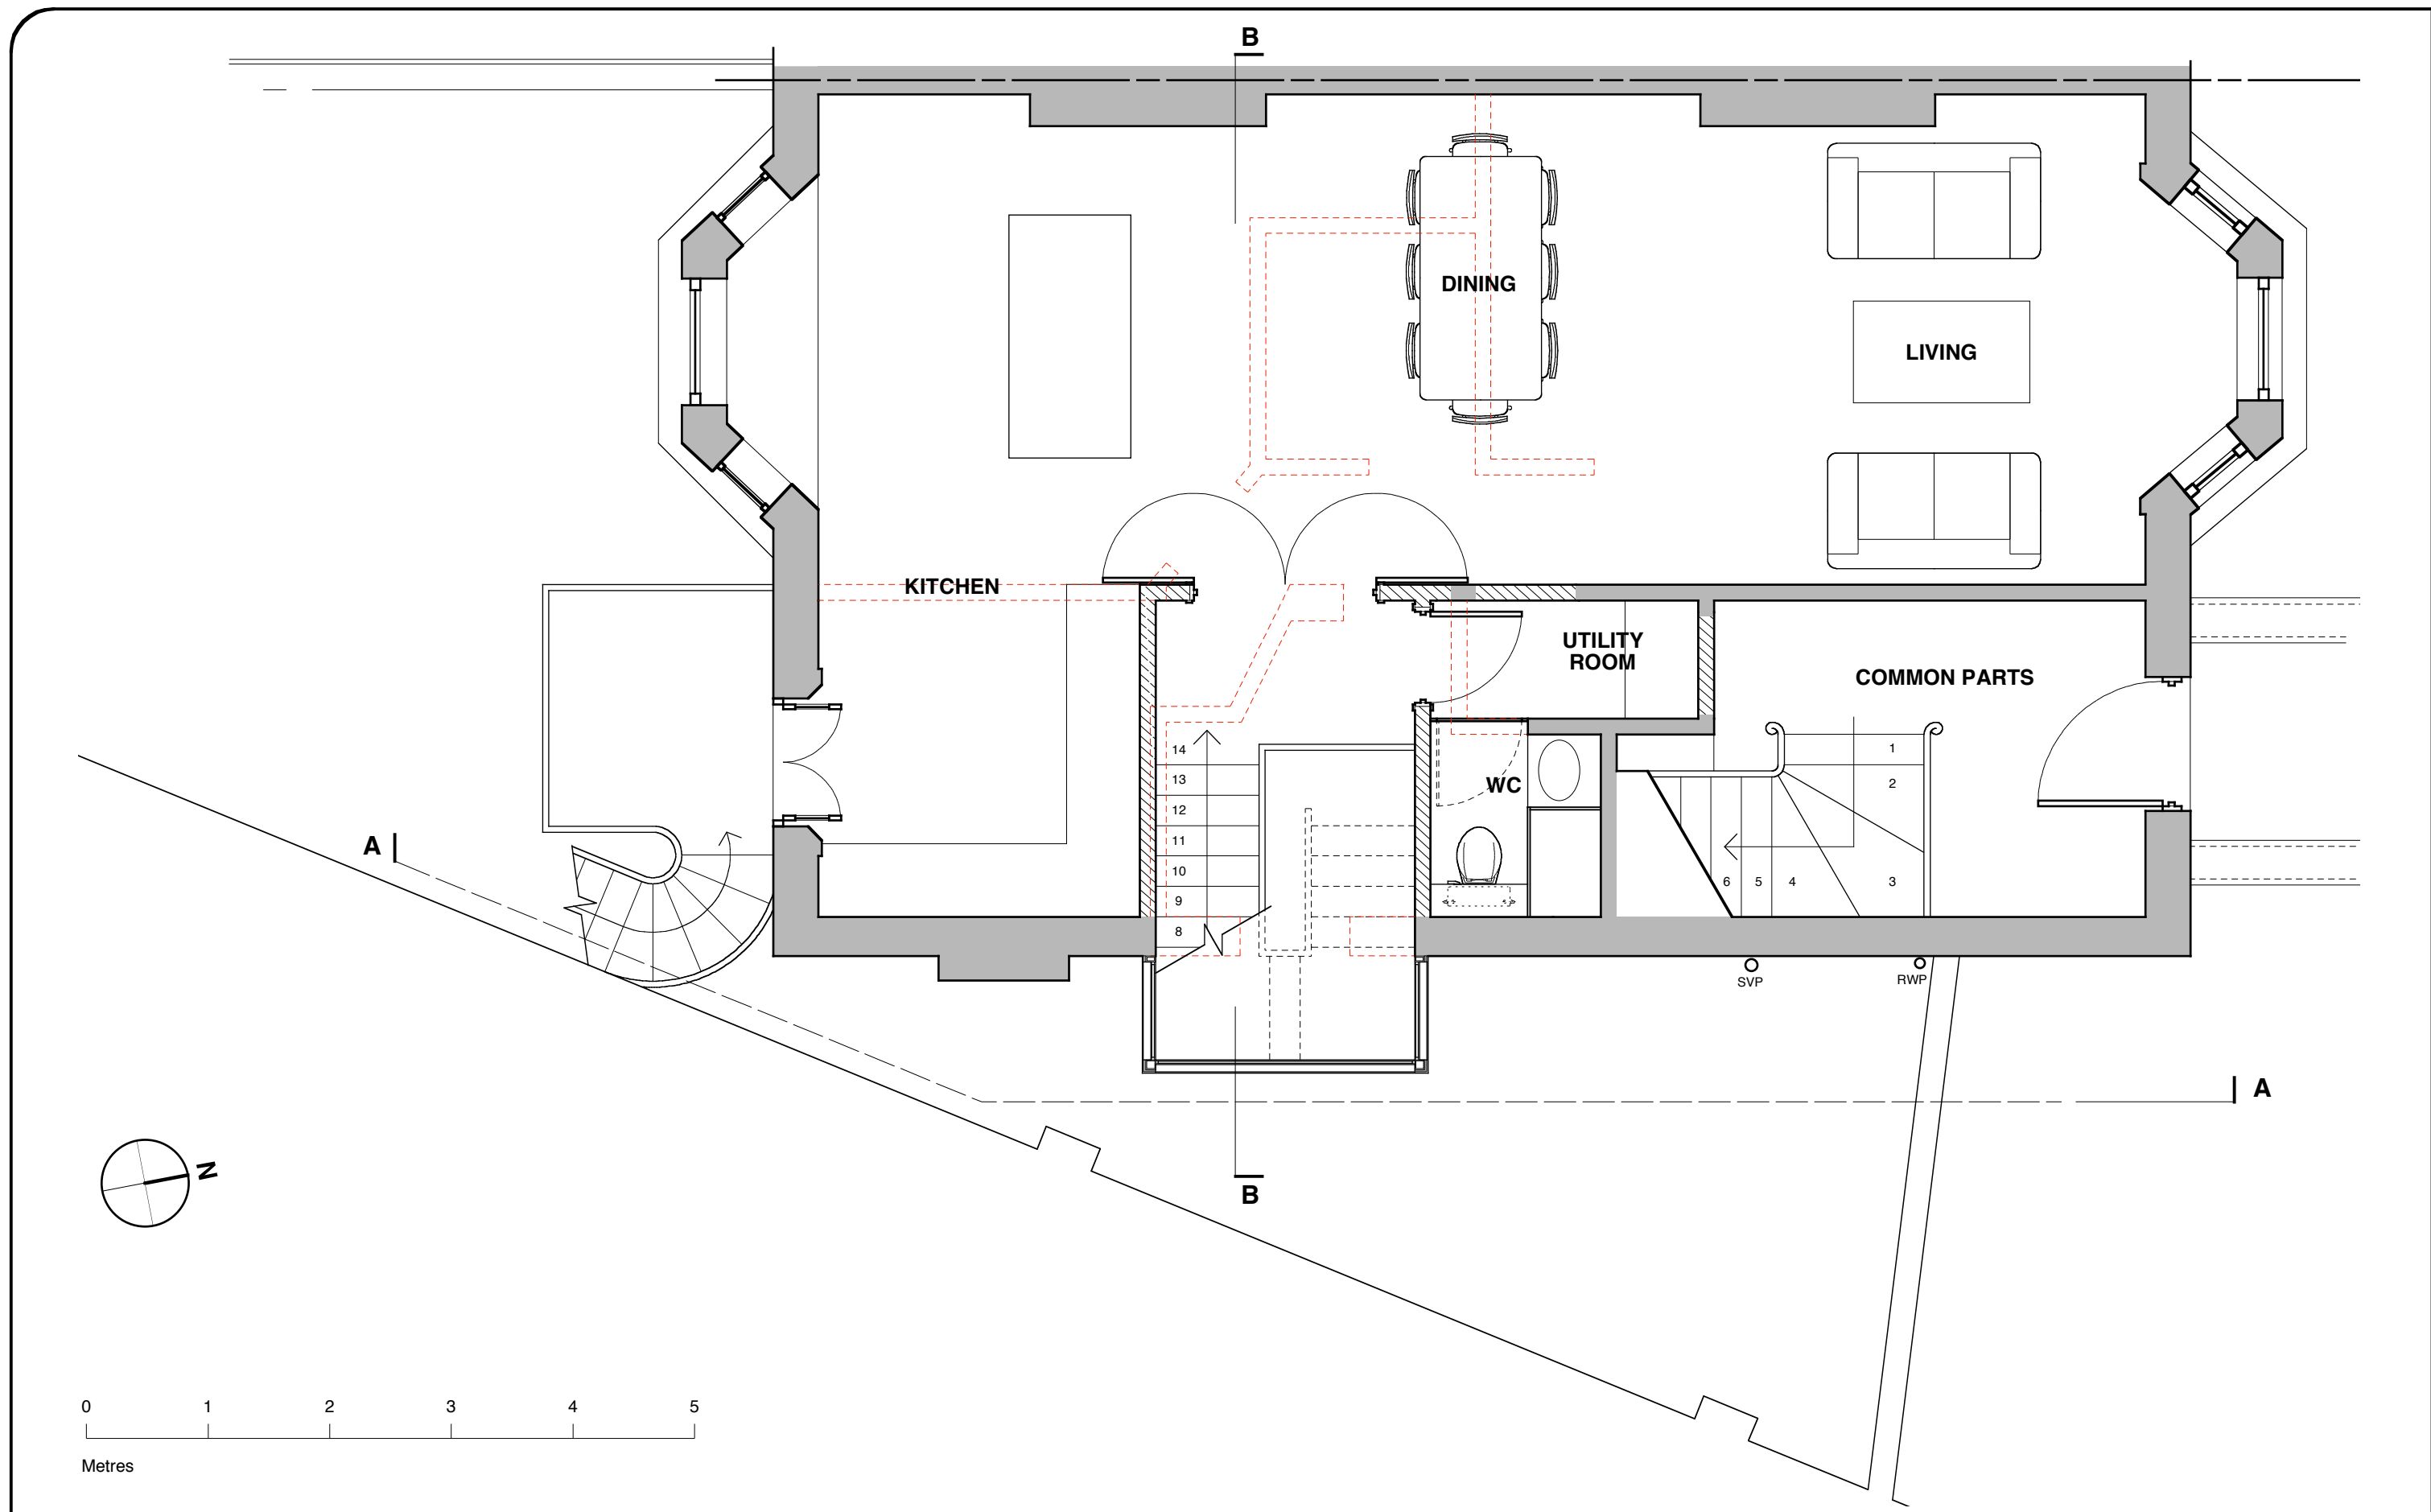 B
DINING
LIVING
KITCHEN
UTILITY
ROOM
COMMON PARTS
14
13
12
11
10
9
8
WC
1
2
3
4
5
6
A
SVP
RWP
A
N
B
0 1 2 3 4 5
Metres